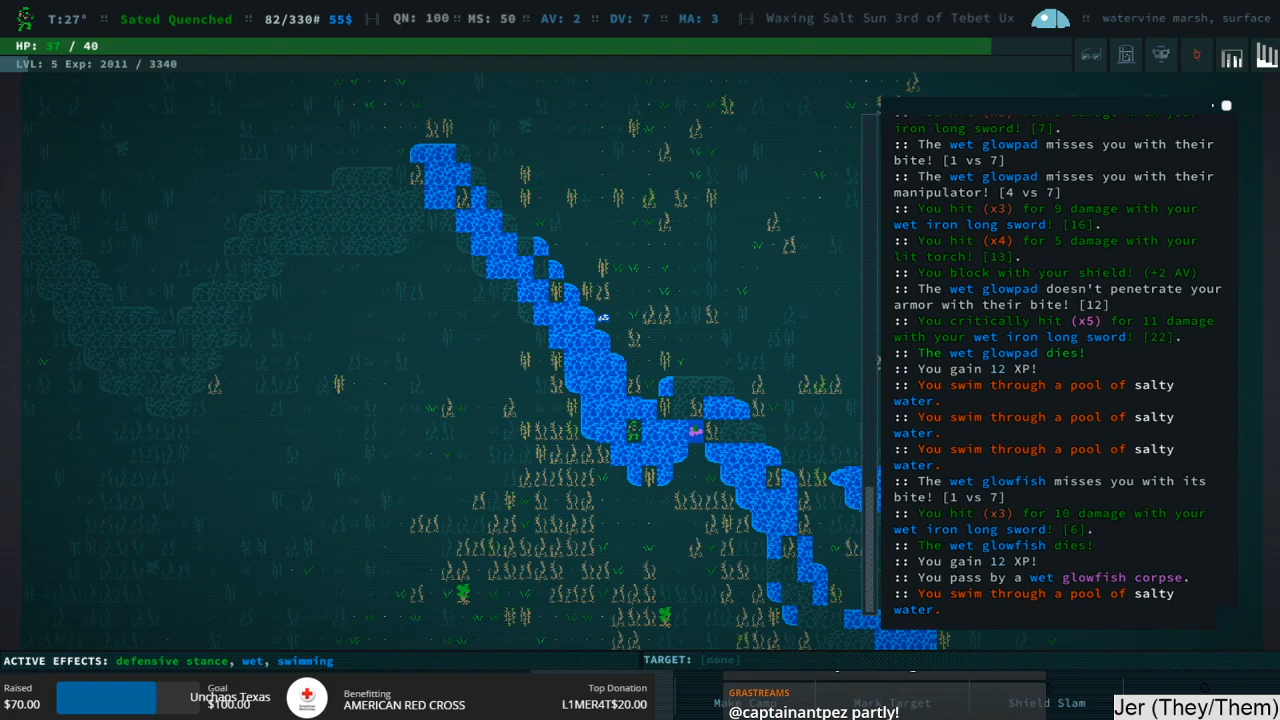 T:27° :: Sated Quenched :: 82/330# 55$ QN: 100 :: MS: 50 :: AV: 2 :: DV: 7 :: MA: 3 Waxing Salt Sun 3rd of Tebet Ux :: watervine marsh, surface
HP: 37 / 40
LVL: 5 Exp: 2011 / 3340
iron long sword! [7].
:: The wet glowpad misses you with their
bite! [1 vs 7]
:: The wet glowpad misses you with their
manipulator! [4 vs 7]
:: You hit (x3) for 9 damage with your
wet iron long sword! [16].
:: You hit (x4) for 5 damage with your
lit torch! [13].
:: You block with your shield! (+2 AV)
:: The wet glowpad doesn't penetrate your
armor with their bite! [12]
:: You critically hit (x5) for 11 damage
with your wet iron long sword! [22].
:: The wet glowpad dies!
:: You gain 12 XP!
:: You swim through a pool of salty
water.
:: You swim through a pool of salty
water.
:: You swim through a pool of salty
water.
:: The wet glowfish misses you with its
bite! [1 vs 7]
:: You hit (x3) for 10 damage with your
wet iron long sword! [6].
:: The wet glowfish dies!
:: You gain 12 XP!
:: You pass by a wet glowfish corpse.
:: You swim through a pool of salty
water.
ACTIVE EFFECTS: defensive stance, wet, swimming
TARGET: [none]
Raised
$70.00
Goal
Unchas Texas
Benefitting
AMERICAN RED CROSS
Top Donation
L1MER4T$20.00
GRASTREAMS
@captainantpez partly!
Make Camp
Mark Target
Shield Slam
Jer (They/Them)